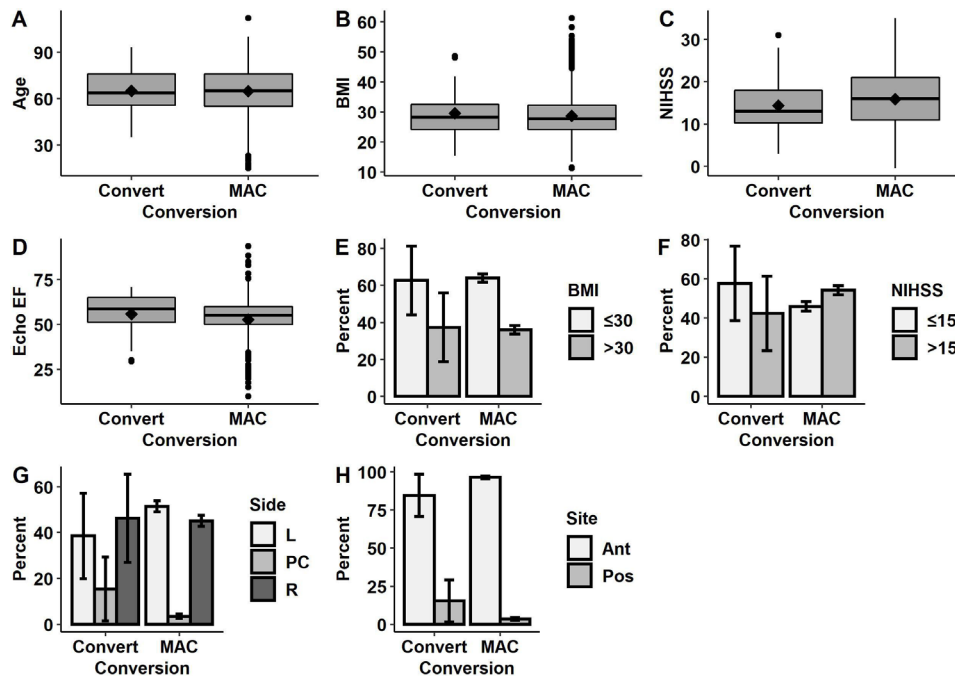 A
Age
90
60
30
Convert MAC
Conversion
B
BMI
60
50
40
30
20
10
Convert MAC
Conversion
C
NIHSS
30
20
10
0
Convert MAC
Conversion
D
Echo EF
75
50
25
Convert MAC
Conversion
E
Percent
80
60
40
20
0
Convert MAC
Conversion
BMI
≤30
>30
F
Percent
80
60
40
20
0
Convert MAC
Conversion
NIHSS
≤15
>15
G
Percent
60
40
20
0
Convert MAC
Conversion
Side
L
PC
R
H
Percent
100
75
50
25
0
Convert MAC
Conversion
Site
Ant
Pos